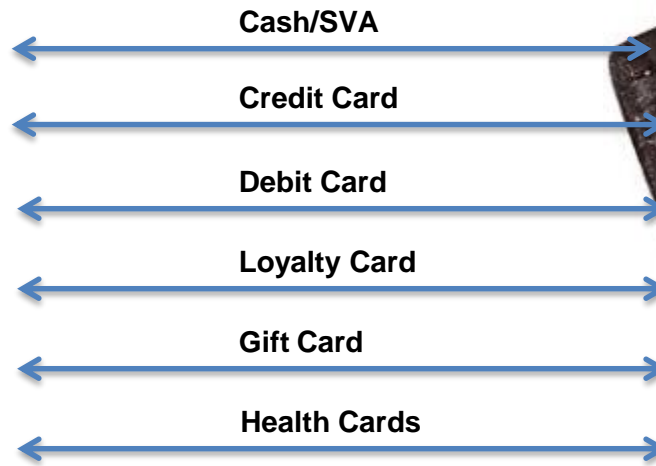 Cash/SVA
Credit Card
Debit Card
Loyalty Card
Gift Card
Health Cards